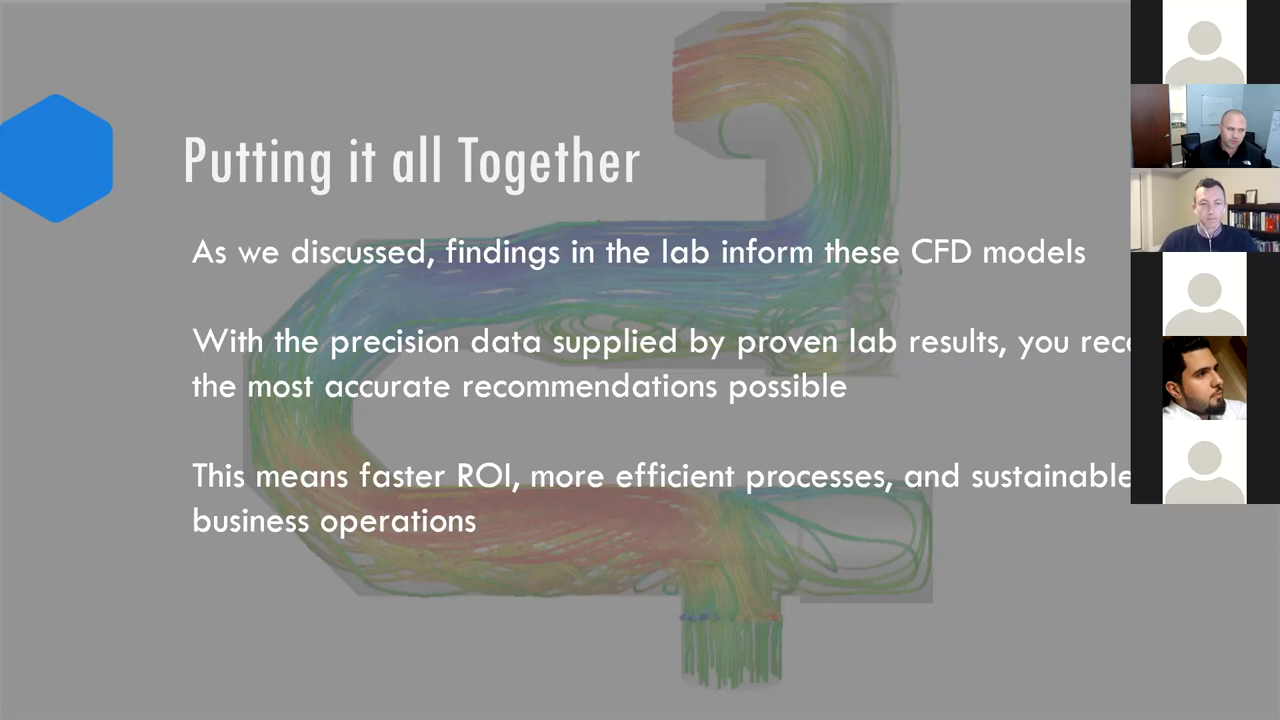 Putting it all Together
As we discussed, findings in the lab inform these CFD models
With the precision data supplied by proven lab results, you
the most accurate recommendations possible
This means faster ROI, more efficient processes, and sustainable
business operations